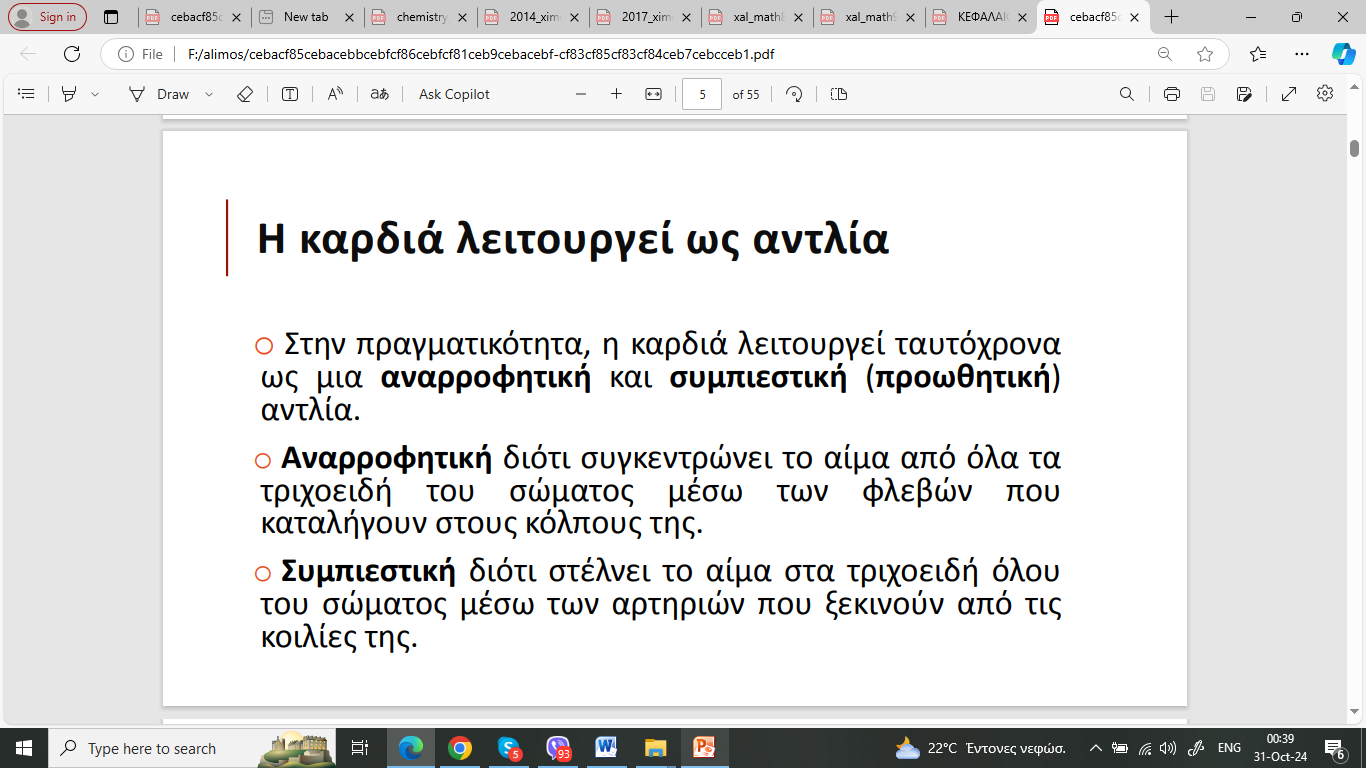 Sign in
cebacf85c
New tab
chemistry
2014_xim
2017_xim
xal_math8
xal_math9
ΚΕΦΑΛΑΙΟ
cebacf85c
File
F:/alimos/cebacf85cebacebbcebfcf86cebfcf81ceb9cebacebf-cf83cf85cf83cf84ceb7cebcceb1.pdf
Draw
Ask Copilot
5 of 55
Η καρδιά λειτουργεί ως αντλία
Στην πραγματικότητα, η καρδιά λειτουργεί ταυτόχρονα
ως μια αναρροφητική και συμπιεστική (προωθητική)
αντλία.
Αναρροφητική διότι συγκεντρώνει το αίμα από όλα τα
τριχοειδή του σώματος μέσω των φλεβών που
καταλήγουν στους κόλπους της.
Συμπιεστική διότι στέλνει το αίμα στα τριχοειδή όλου
του σώματος μέσω των αρτηριών που ξεκινούν από τις
κοιλίες της.
Type here to search
5
93
22°C Έντονες νεφώσ.
ENG
00:39
31-Oct-24
6